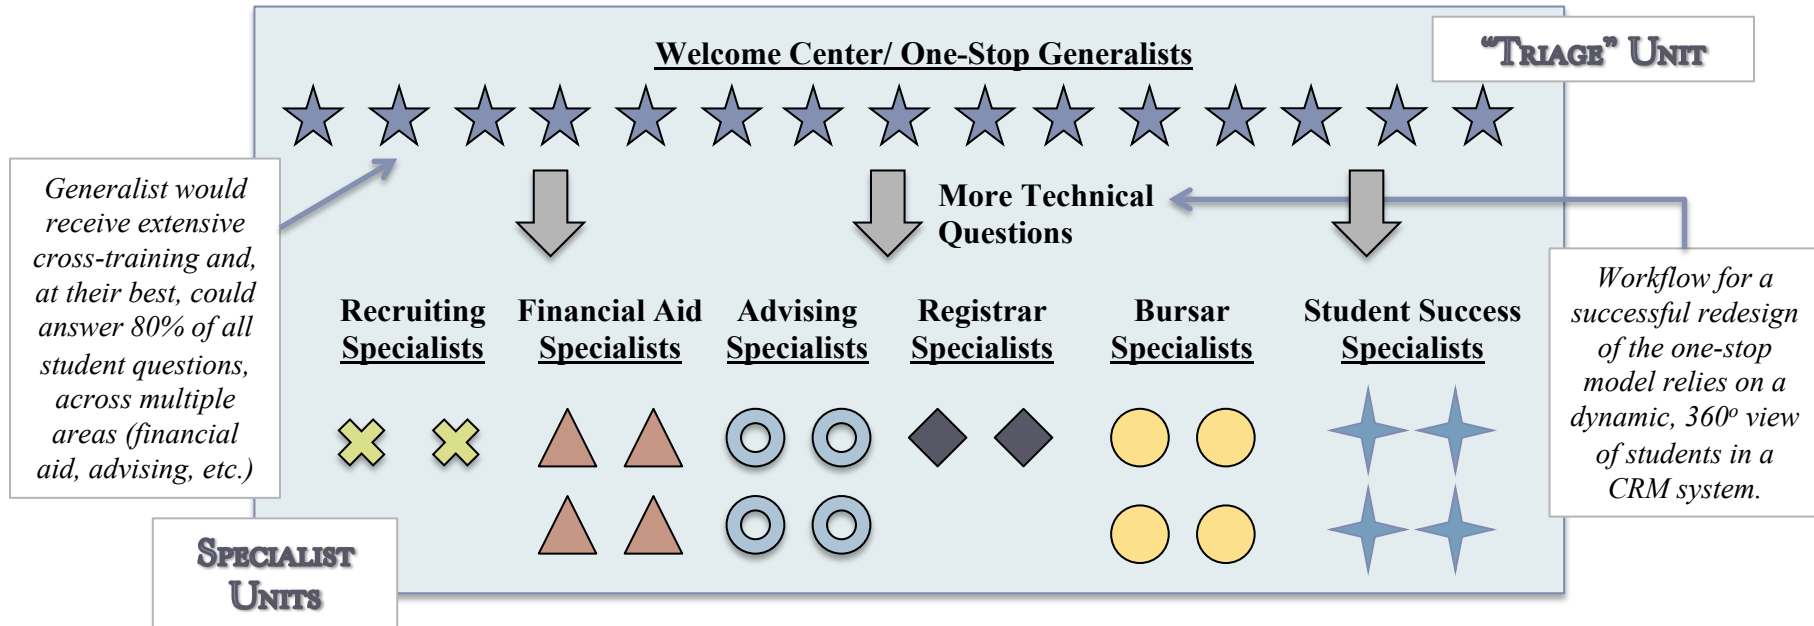 Welcome Center/ One-Stop Generalists
“TRIAGE” UNIT
Generalist would
receive extensive
cross-training and,
at their best, could
answer 80% of all
student questions,
across multiple
areas (financial
aid, advising, etc.)
More Technical
Questions
Workflow for a
successful redesign
of the one-stop
model relies on a
dynamic, 360º view
of students in a
CRM system.
Recruiting
Specialists
Financial Aid
Specialists
Advising
Specialists
Registrar
Specialists
Bursar
Specialists
Student Success
Specialists
SPECIALIST
UNITS